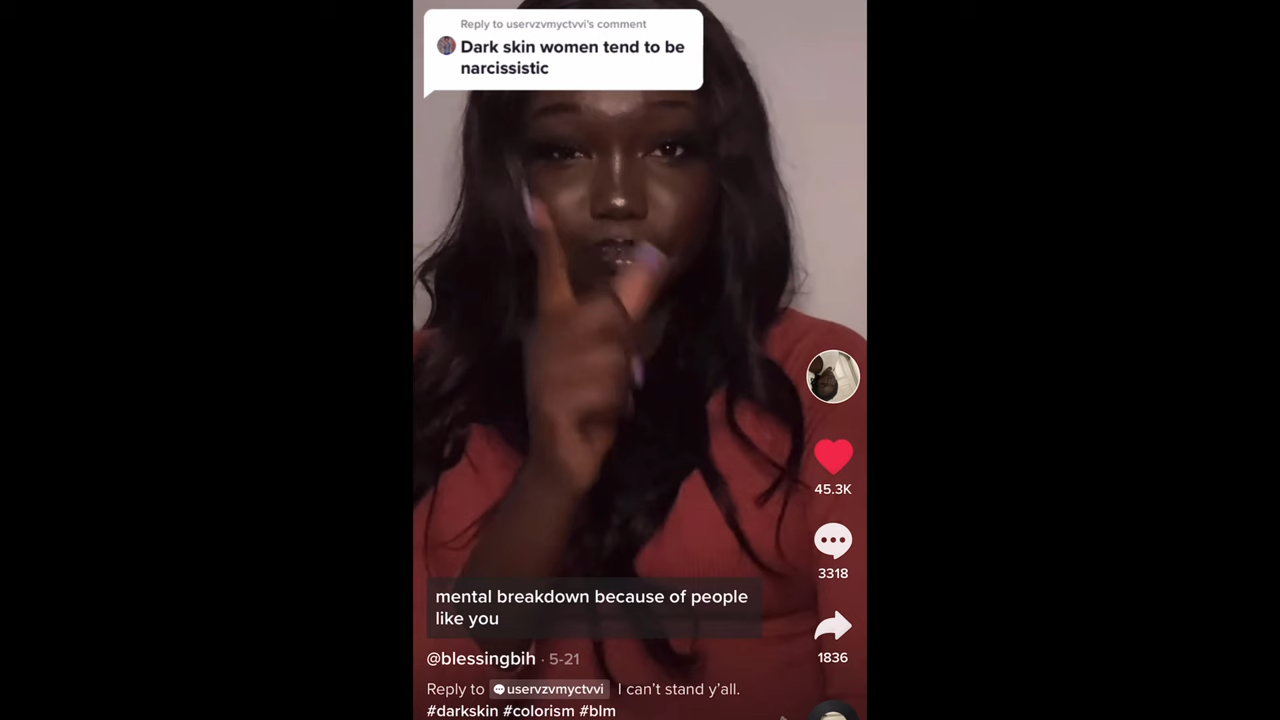 Reply to uservzvmyctvvi's comment
Dark skin women tend to be
narcissistic
45.3K
3318
mental breakdown because of people
like you
1836
@blessingbih · 5-21
Reply to uservzvmyctvvi I can't stand y'all.
#darkskin #colorism #blm